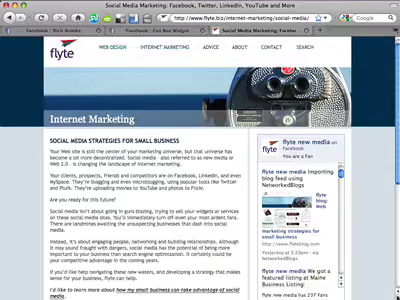 Social Media Marketing: Facebook, Twitter, LinkedIn, YouTube and More
http://www.flyte.biz/internet-marketing/social-media/
Facebook | Rich Brooks
Facebook | Fan Box Widget
Social Media Marketing: Faceboo
flyte
WEB DESIGN
INTERNET MARKETING
ADVICE
ABOUT
CONTACT
SEARCH
Internet Marketing
SOCIAL MEDIA STRATEGIES FOR SMALL BUSINESS
Your Web site is still the center of your marketing universe, but that universe has
become a lot more decentralized. Social media - also referred to as new media or
Web 2.0 - is changing the landscape of internet marketing.
Your clients, prospects, friends and competitors are on Facebook, LinkedIn, and even
MySpace. They're blogging and even microblogging, using popular tools like Twitter
and Plurk. They're uploading movies to YouTube and photos to Flickr.
Are you ready for this future?
Social media isn't about going in guns blazing, trying to sell your widgets or services
on these social media sites. You'll immediately turn off even your most ardent fans.
There are landmines awaiting the unsuspecting businesses that dash into social
media.
Instead, it's about engaging people, networking and building relationships. Although
it may sound fraught with dangers, social media has the potential of being more
important to your business than search engine optimization. It certainly could be
your competitive advantage in the coming years.
If you'd like help navigating these new waters, and developing a strategy that makes
sense for your business, flyte can help.
I'd like to learn more about how my small business can take advantage of social
media.
flyte
flyte new media on
Facebook
You are a Fan
flyte new media Importing
blog feed using
NetworkedBlogs
flyte
blog:
Web
marketing strategies for
small business
http://www.flyteblog.com
Yesterday at 3:20pm · via
NetworkedBlogs
flyte new media We got a
featured listing at Maine
Business Listing:
flyte new media has 237 Fans